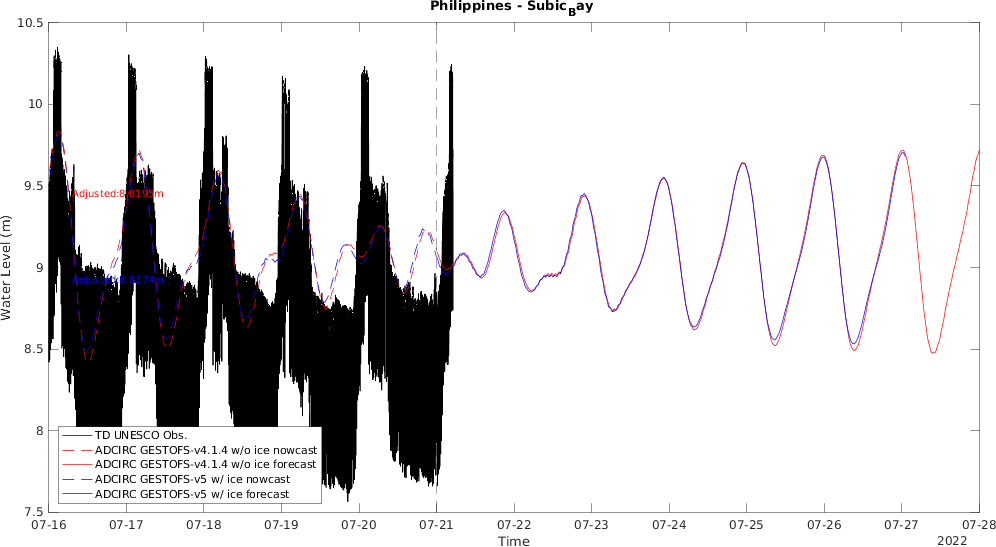 Philippines - Subic_Bay
10.5
10
9.5
9
8.5
8
7.5
Water Level (m)
Adjusted:8.8195m
TD UNESCO Obs.
ADCIRC GESTOFS-v4.1.4 w/o ice nowcast
ADCIRC GESTOFS-v4.1.4 w/o ice forecast
ADCIRC GESTOFS-v5 w/ ice nowcast
ADCIRC GESTOFS-v5 w/ ice forecast
07-16 07-17 07-18 07-19 07-20 07-21 07-22 07-23 07-24 07-25 07-26 07-27 07-28
Time
2022